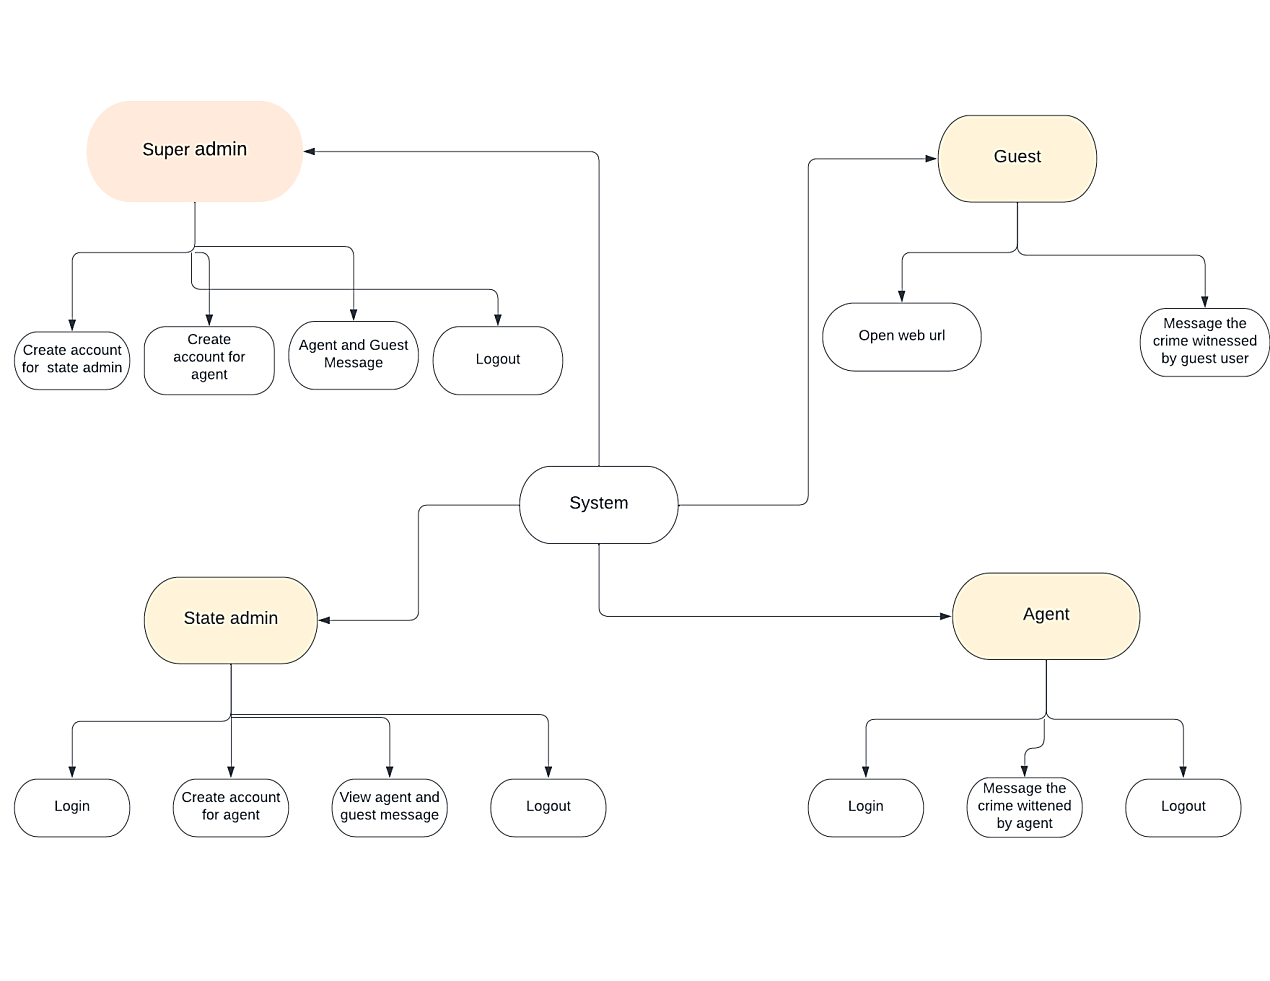 Super admin
Guest
Create account
for  state admin
Create
account for
agent
Agent and Guest
Message
Logout
Open web url
Message the
crime witnessed
by guest user
System
State admin
Agent
Login
Create account
for agent
View agent and
guest message
Logout
Login
Message the
crime wittened
by agent
Logout